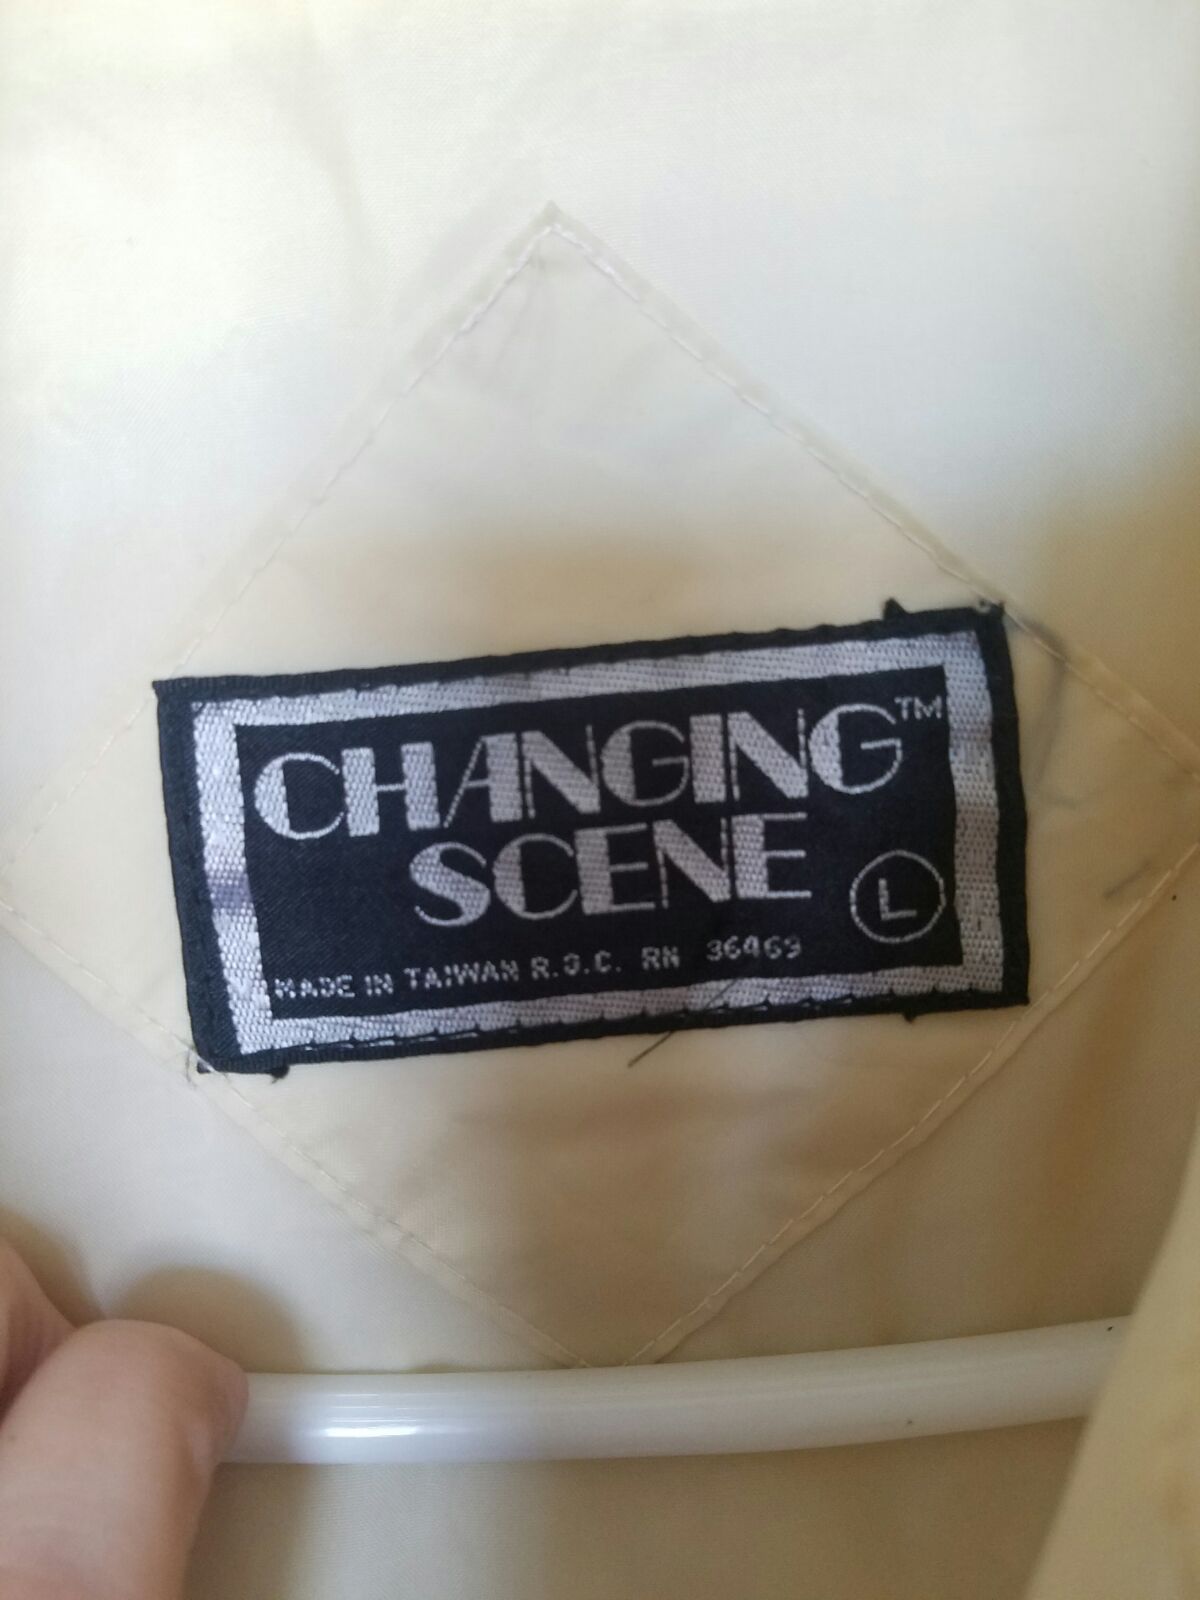 CHANGING™
SCENE
L
MADE IN TAIWAN R.O.C. RN 36469